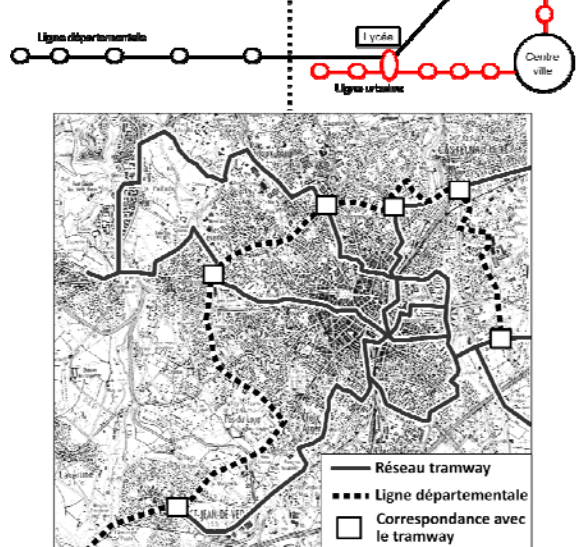 Ligne départementale
Lycée
Ligne urbaine
Centre
ville
Réseau tramway
Ligne départementale
Correspondance avec
le tramway